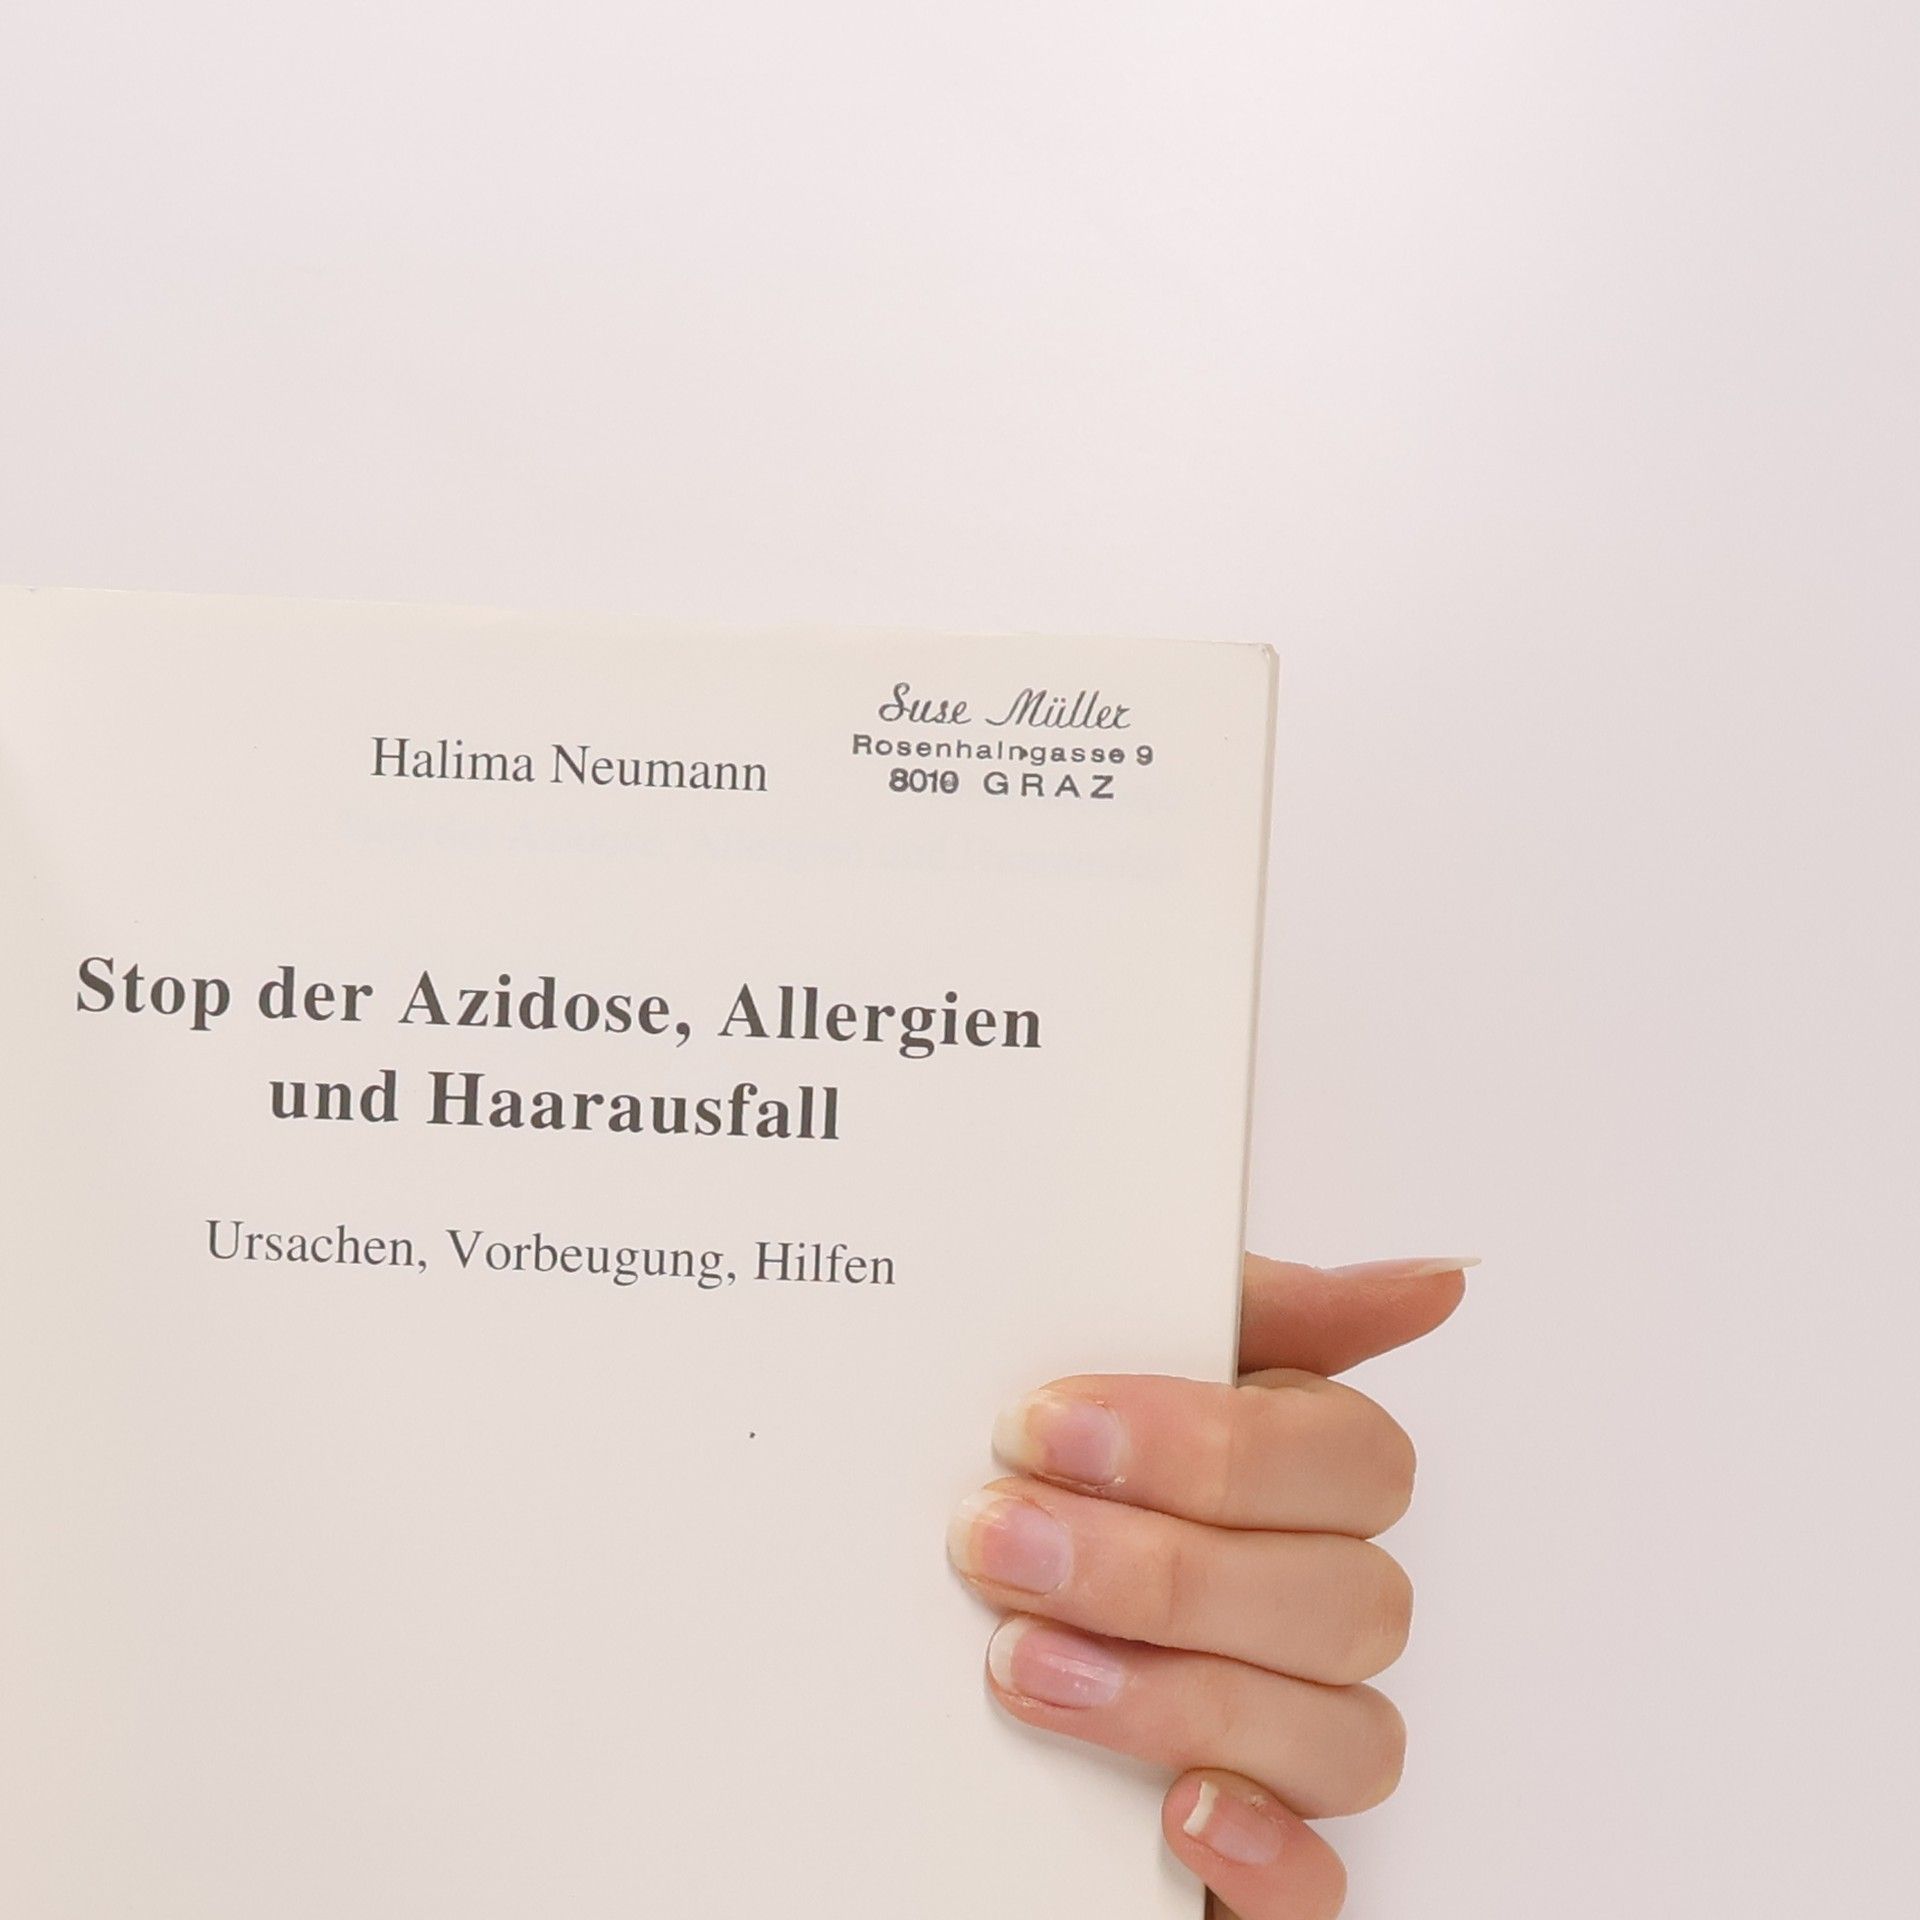 Suse Müller
Rosenhaingasse 9
8010 GRAZ
Halima Neumann
Stop der Azidose, Allergien
und Haarausfall
Ursachen, Vorbeugung, Hilfen